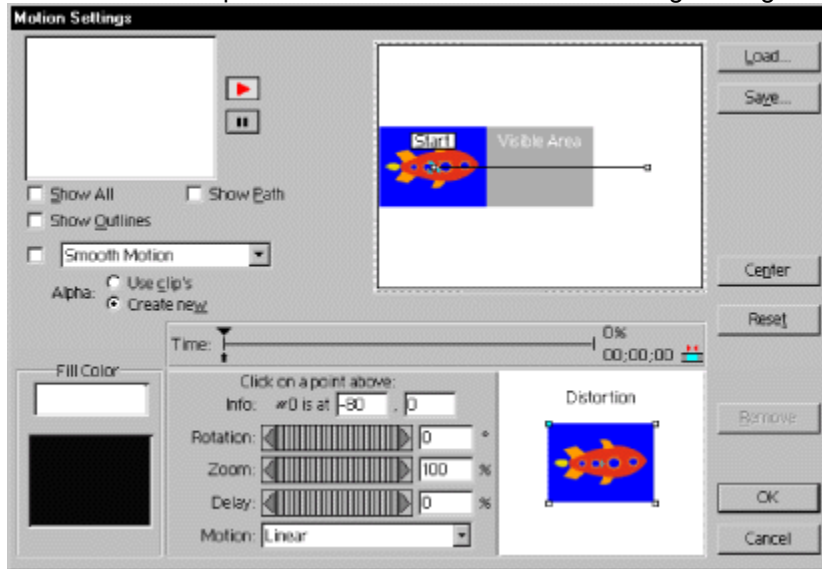 Motion Settings
Load...
Save...
Start
Visible Area
Show All
Show Path
Show Outlines
Smooth Motion
Alpha:
Use clip's
Create new
Center
Reset
Time:
0%
00;00;00
Fill Color
Click on a point above:
Info: #0 is at -80 , 0
Rotation: 0 °
Zoom: 100 %
Delay: 0 %
Motion: Linear
Distortion
Remove
OK
Cancel